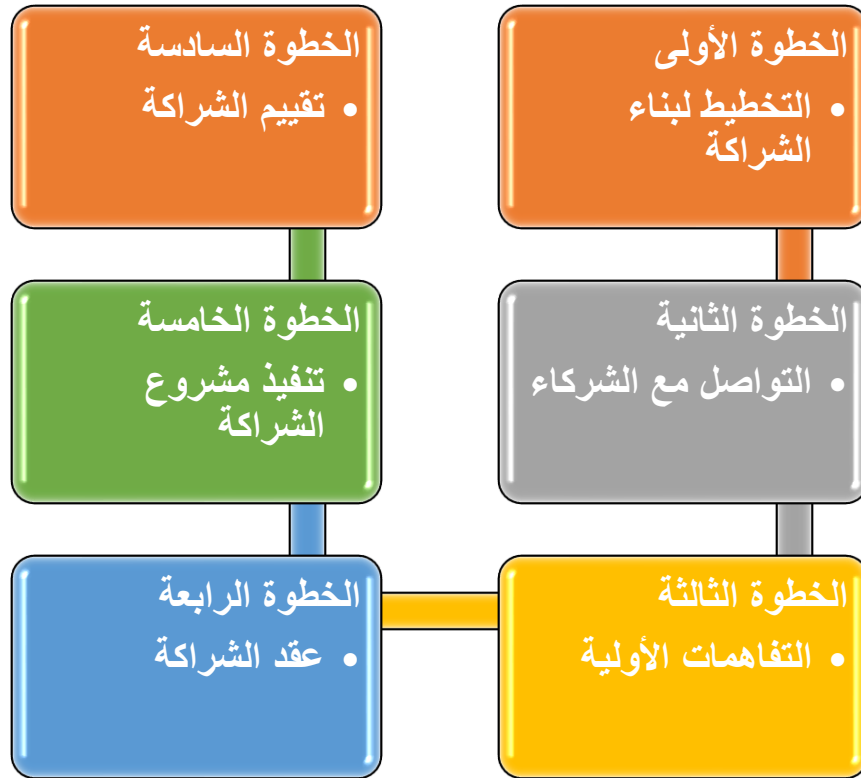 الخطوة الأولى
• التخطيط لبناء
الشراكة
الخطوة الثانية
• التواصل مع الشركاء
الخطوة الثالثة
• التفاهمات الأولية
الخطوة الرابعة
• عقد الشراكة
الخطوة الخامسة
• تنفيذ مشروع
الشراكة
الخطوة السادسة
• تقييم الشراكة